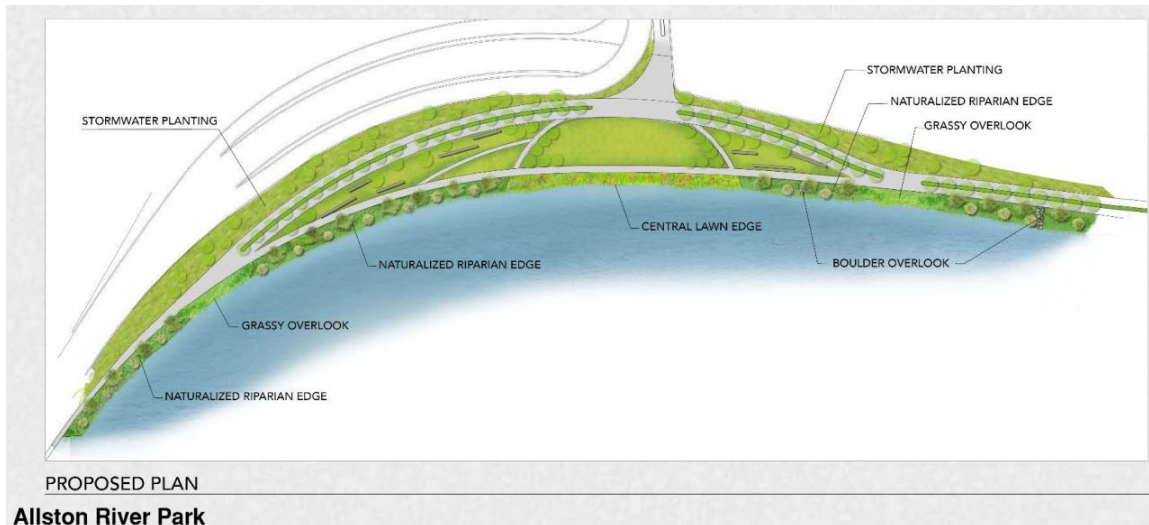 STORMWATER PLANTING
NATURALIZED RIPARIAN EDGE
GRASSY OVERLOOK
STORMWATER PLANTING
CENTRAL LAWN EDGE
NATURALIZED RIPARIAN EDGE
BOULDER OVERLOOK
GRASSY OVERLOOK
NATURALIZED RIPARIAN EDGE
PROPOSED PLAN
Allston River Park